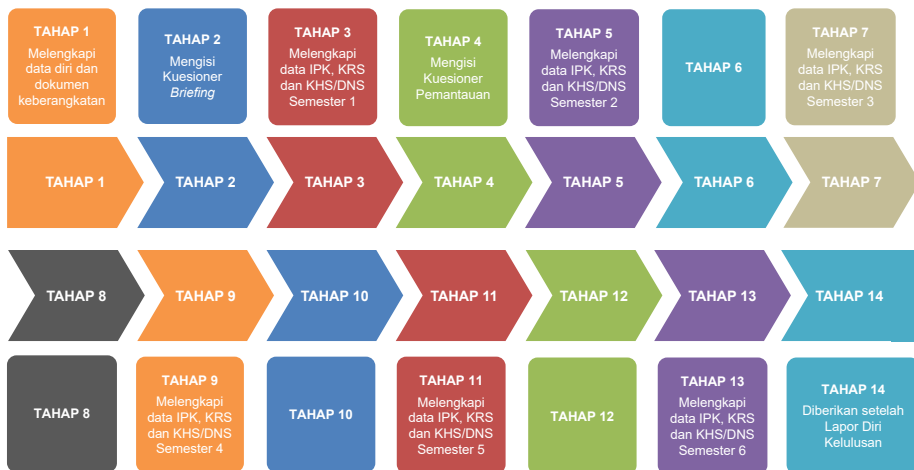 TAHAP 1
Melengkapi
data diri dan
dokumen
keberangkatan
TAHAP 2
Mengisi
Kuesioner
Briefing
TAHAP 3
Melengkapi
data IPK, KRS
dan KHS/DNS
Semester 1
TAHAP 4
Mengisi
Kuesioner
Pemantauan
TAHAP 5
Melengkapi
data IPK, KRS
dan KHS/DNS
Semester 2
TAHAP 6
TAHAP 7
Melengkapi
data IPK, KRS
dan KHS/DNS
Semester 3
TAHAP 1
TAHAP 2
TAHAP 3
TAHAP 4
TAHAP 5
TAHAP 6
TAHAP 7
TAHAP 8
TAHAP 9
TAHAP 10
TAHAP 11
TAHAP 12
TAHAP 13
TAHAP 14
TAHAP 8
TAHAP 9
Melengkapi
data IPK, KRS
dan KHS/DNS
Semester 4
TAHAP 10
TAHAP 11
Melengkapi
data IPK, KRS
dan KHS/DNS
Semester 5
TAHAP 12
TAHAP 13
Melengkapi
data IPK, KRS
dan KHS/DNS
Semester 6
TAHAP 14
Diberikan setelah
Lapor Diri
Kelulusan